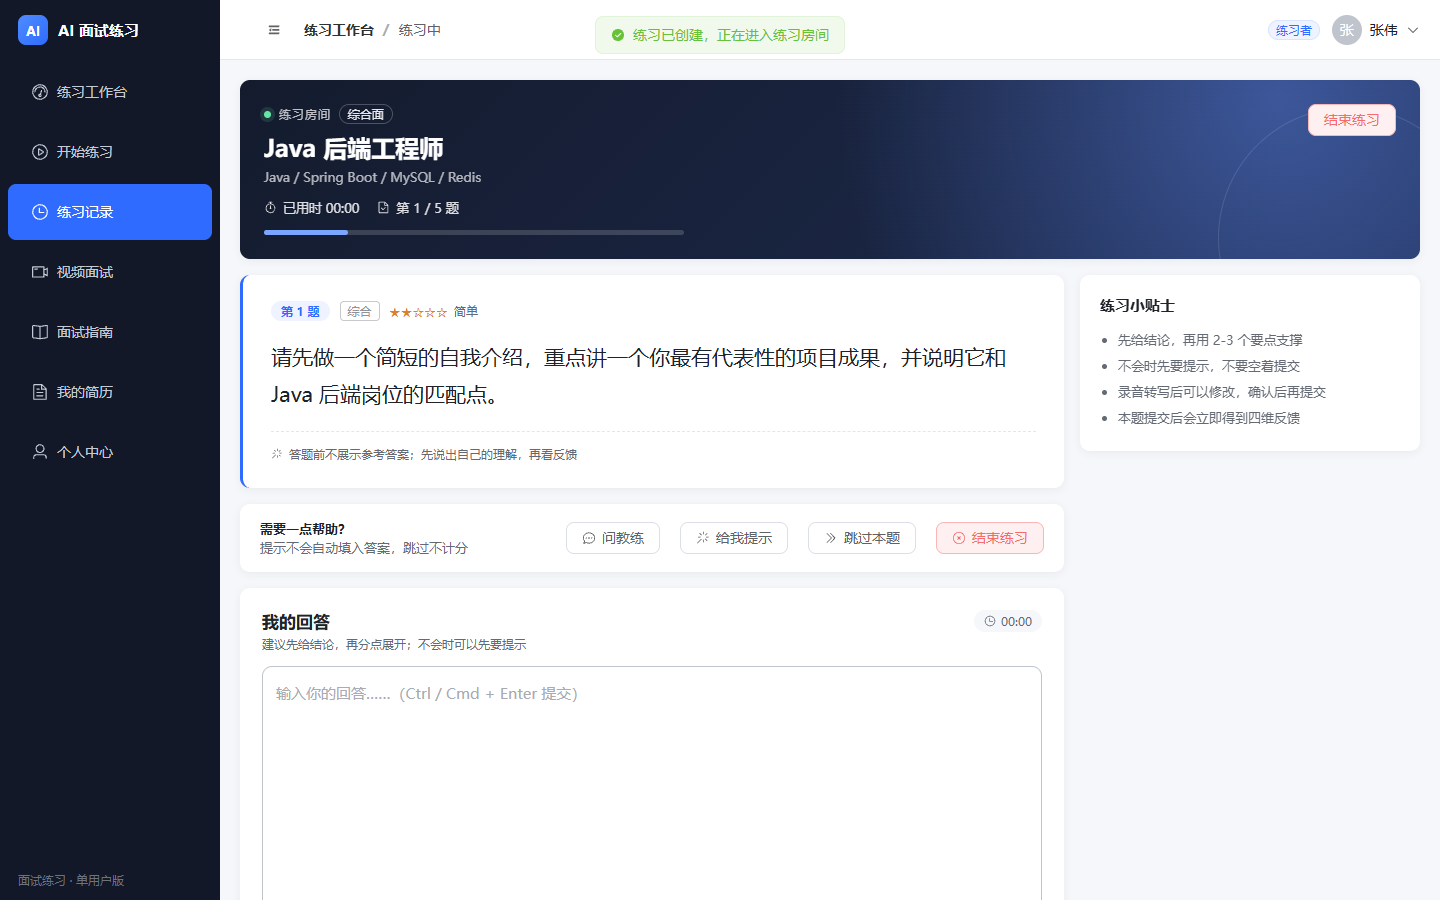 AI
AI 面试练习
练习工作台
开始练习
练习记录
视频面试
面试指南
我的简历
个人中心
面试练习 · 单用户版
练习工作台 / 练习中
练习已创建，正在进入练习房间
练习者
张
张伟
练习房间
综合面
结束练习
Java 后端工程师
Java / Spring Boot / MySQL / Redis
已用时 00:00
第 1 / 5 题
第 1 题
综合
★★☆☆☆ 简单
请先做一个简短的自我介绍，重点讲一个你最有代表性的项目成果，并说明它和
Java 后端岗位的匹配点。
答题前不展示参考答案；先说出自己的理解，再看反馈
需要一点帮助?
提示不会自动填入答案，跳过不计分
问教练
给我提示
跳过本题
结束练习
我的回答
建议先给结论，再分点展开；不会时可以先要提示
00:00
输入你的回答……（Ctrl / Cmd + Enter 提交）
练习小贴士
先给结论，再用 2-3 个要点支撑
不会时先要提示，不要空着提交
录音转写后可以修改，确认后再提交
本题提交后会立即得到四维反馈